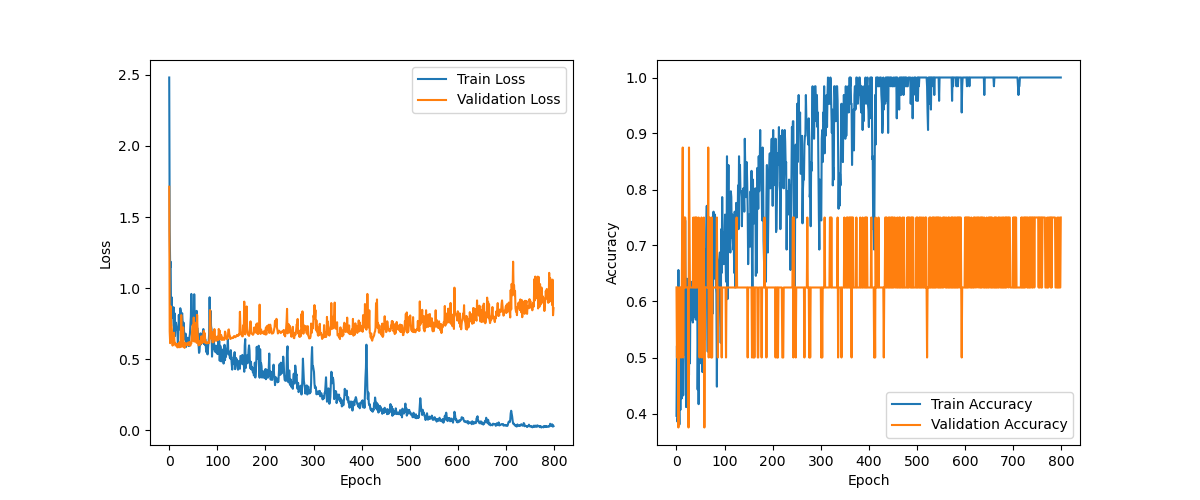 2.5
2.0
1.5
1.0
0.5
0.0
Loss
0 100 200 300 400 500 600 700 800
Epoch
Train Loss
Validation Loss
1.0
0.9
0.8
0.7
0.6
0.5
0.4
Accuracy
0 100 200 300 400 500 600 700 800
Epoch
Train Accuracy
Validation Accuracy